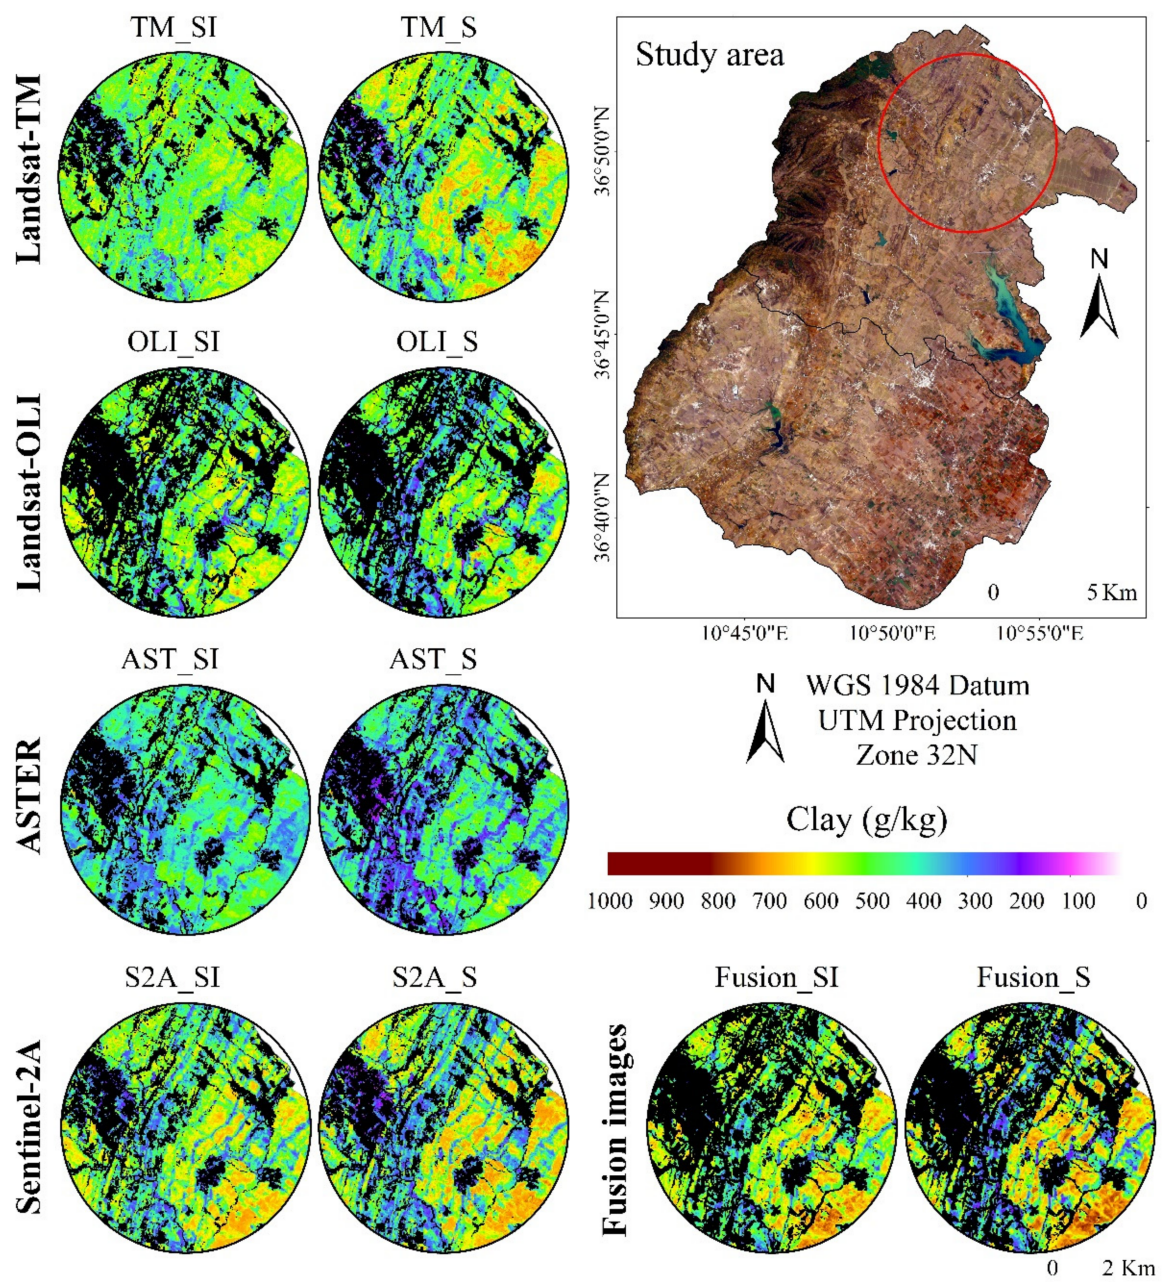 TM_SI
TM_S
Landsat-TM
Study area
36°50'0"N
36°45'0"N
36°40'0"N
N
0
5 Km
10°45'0"E
10°50'0"E
10°55'0"E
OLI_SI
OLI_S
Landsat-OLI
AST_SI
AST_S
ASTER
N
WGS 1984 Datum
UTM Projection
Zone 32N
Clay (g/kg)
1000 900 800 700 600 500 400 300 200 100 0
S2A_SI
S2A_S
Sentinel-2A
Fusion_SI
Fusion_S
Fusion images
0
2 Km